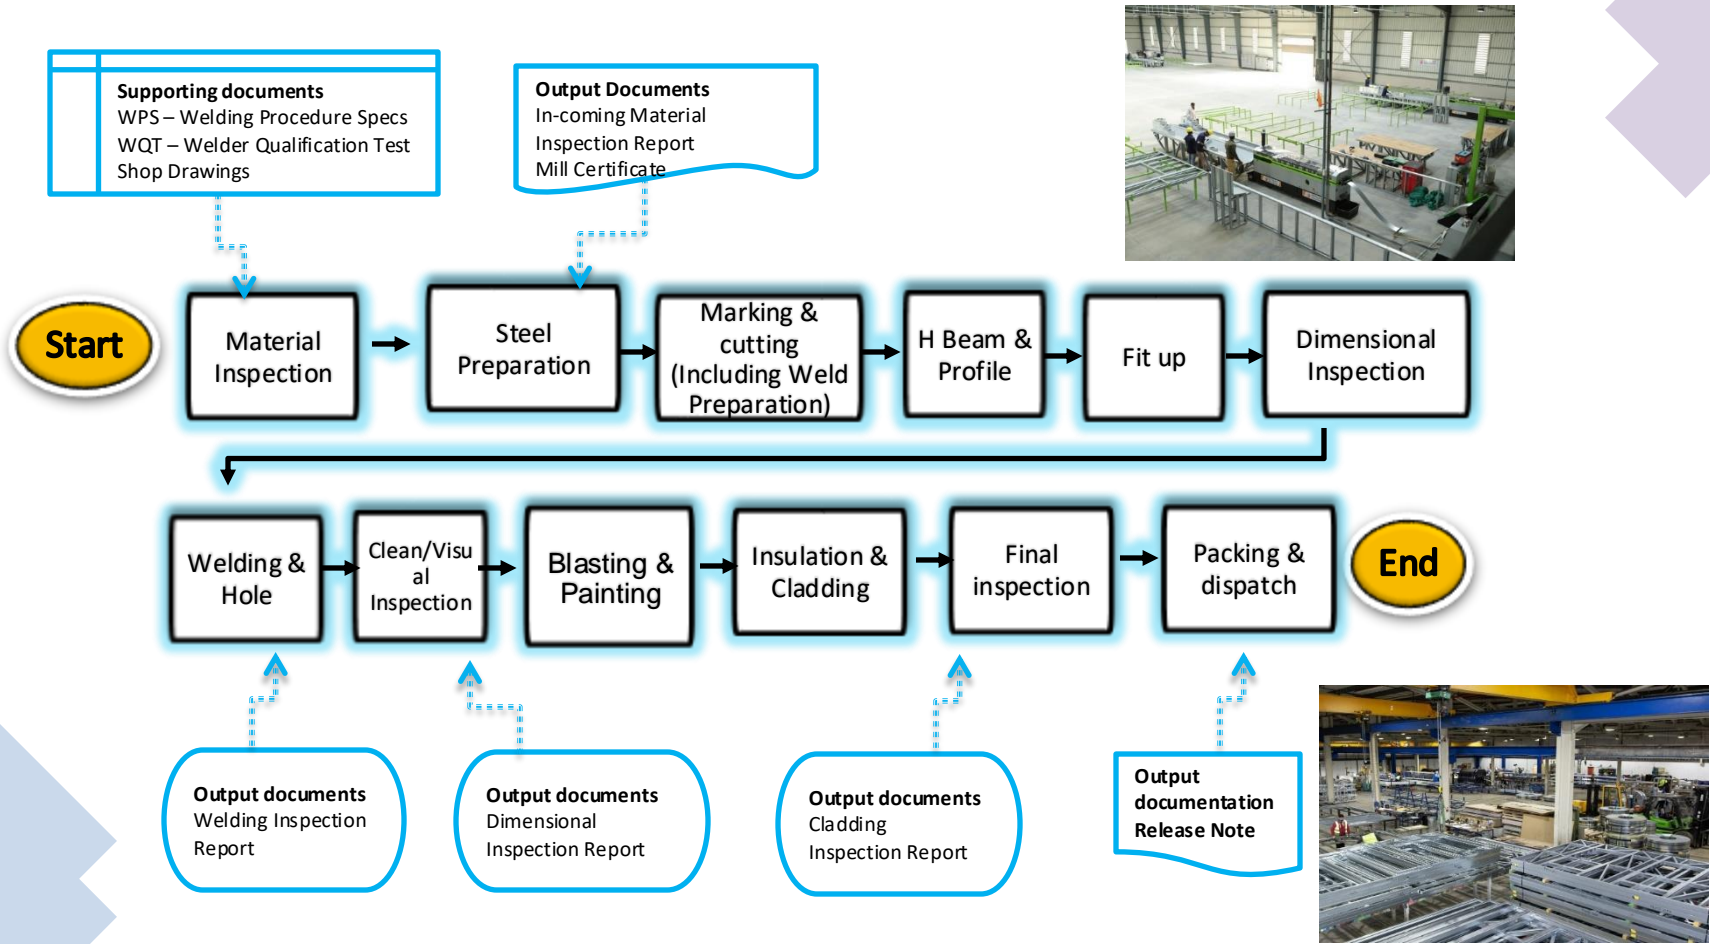 Supporting documents
WPS – Welding Procedure Specs
WQT – Welder Qualification Test
Shop Drawings
Output Documents
In-coming Material
Inspection Report
Mill Certificate
Start
Material
Inspection
Steel
Preparation
Marking &
cutting
(Including Weld
Preparation)
H Beam &
Profile
Fit up
Dimensional
Inspection
Welding &
Hole
Clean/Visu
al
Inspection
Blasting &
Painting
Insulation &
Cladding
Final
inspection
Packing &
dispatch
End
Output documents
Welding Inspection
Report
Output documents
Dimensional
Inspection Report
Output documents
Cladding
Inspection Report
Output
documentation
Release Note